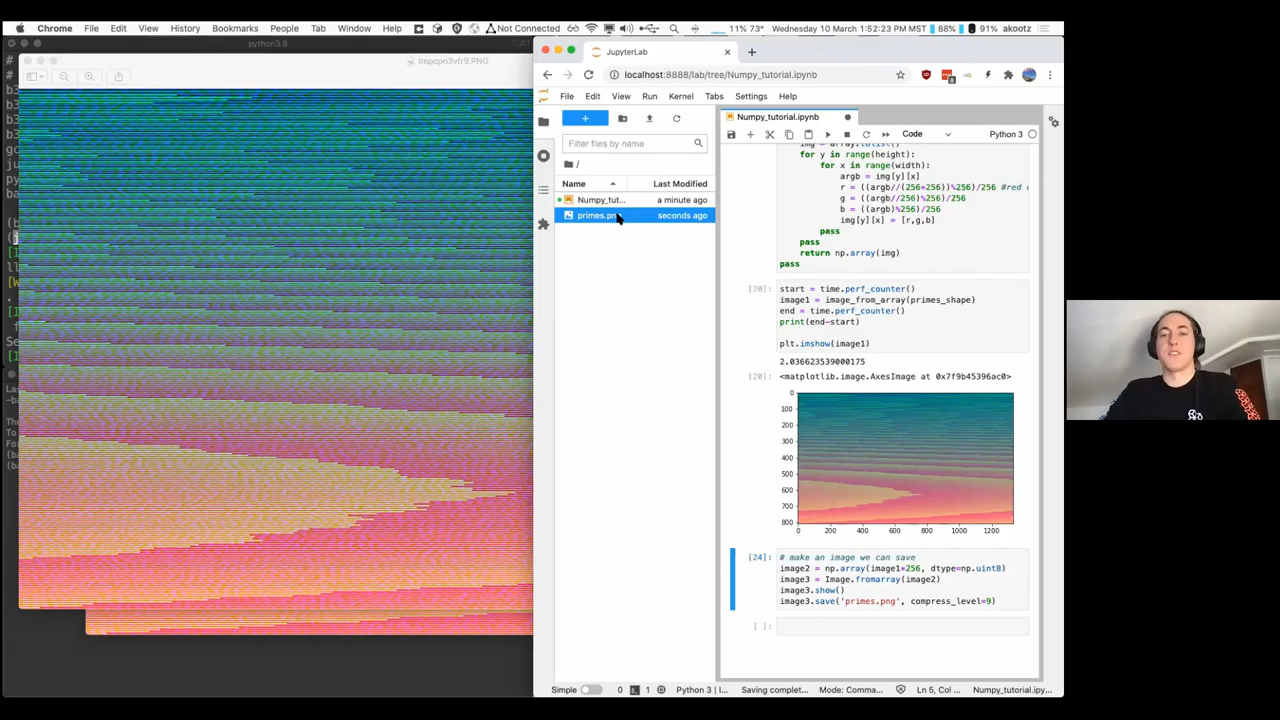 Chrome File Edit View History Bookmarks People Tab Window Help Not Connected 11% 73° Wednesday 10 March 1:52:23 PM MST 88% 91% akootz
python3.8
tmpcpn3vfr9.PNG
JupyterLab
localhost:8888/lab/tree/Numpy_tutorial.ipynb
File Edit View Run Kernel Tabs Settings Help
Filter files by name
/
Name Last Modified
Numpy_tut... a minute ago
primes.png seconds ago
Numpy_tutorial.ipynb
Code Python 3
img = array.tolist()
for y in range(height):
for x in range(width):
argb = img[y][x]
r = ((argb//(256*256))%256)/256 #red c
g = ((argb//256)%256)/256
b = ((argb)%256)/256
img[y][x] = [r,g,b]
pass
pass
pass
return np.array(img)
pass
[20]: start = time.perf_counter()
image1 = image_from_array(primes_shape)
end = time.perf_counter()
print(end-start)
plt.imshow(image1)
2.036623539000175
[20]: <matplotlib.image.AxesImage at 0x7f9b45396ac0>
0
100
200
300
400
500
600
700
800
0 200 400 600 800 1000 1200
[24]: # make an image we can save
image2 = np.array(image1*256, dtype=np.uint8)
image3 = Image.fromarray(image2)
image3.show()
image3.save('primes.png', compress_level=9)
[ ]:
Simple 0 1 Python 3 | I... Saving complet... Mode: Comma... Ln 5, Col ... Numpy_tutorial.ipy...